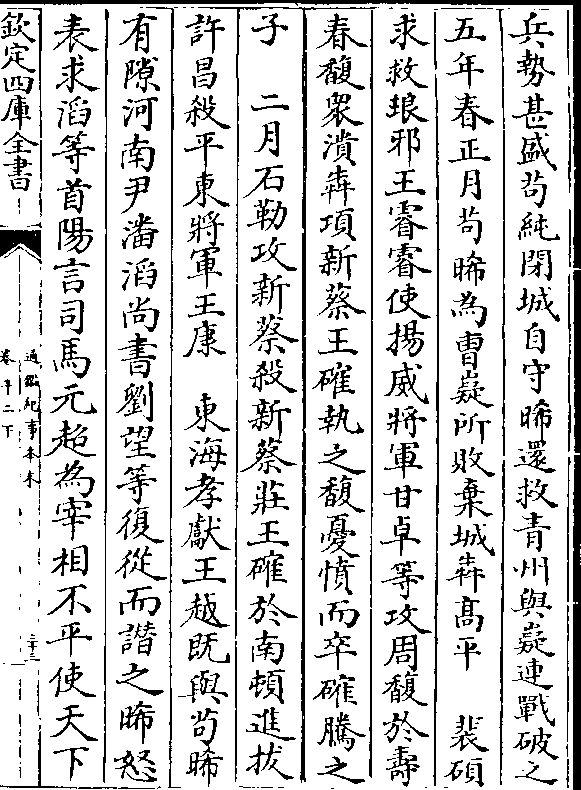 兵勢甚盛苟純閉城自守晞還救青州與嶷連戰破之
五年春正月苟晞為曹嶷所敗棄城犇高平　裴碩
求救琅邪王睿睿使揚威將軍甘卓等攻周馥於壽
春馥衆潰犇項新蔡王確執之馥憂憤而卒確騰之
子　二月石勒攻新蔡殺新蔡莊王確於南頓進拔
許昌殺平東將軍王康　東海孝獻王越既與苟晞
有隙河南尹潘滔尚書劉望等復從而譖之晞怒
表求滔等首陽言司馬元超為宰相不平使天下
欽定四庫全書
通鑑紀事本末
卷十二下
二十三